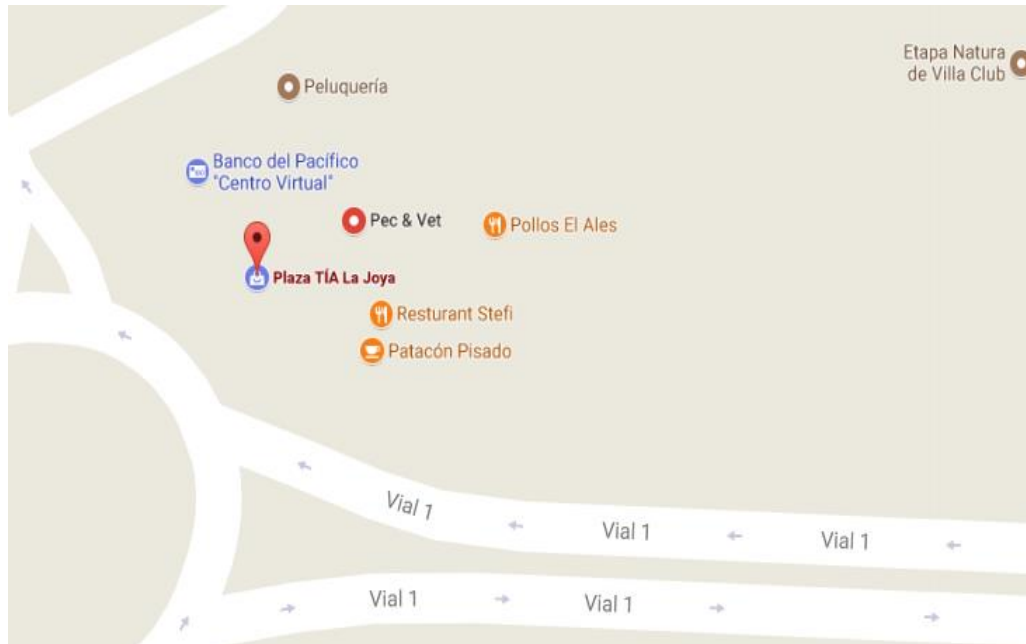 Etapa Natura
de Villa Club
Peluquería
Banco del Pacífico
"Centro Virtual"
Pec & Vet
Pollos El Ales
Plaza TÍA La Joya
Resturant Stefi
Patacón Pisado
Vial 1
Vial 1
Vial 1
Vial 1
Vial 1